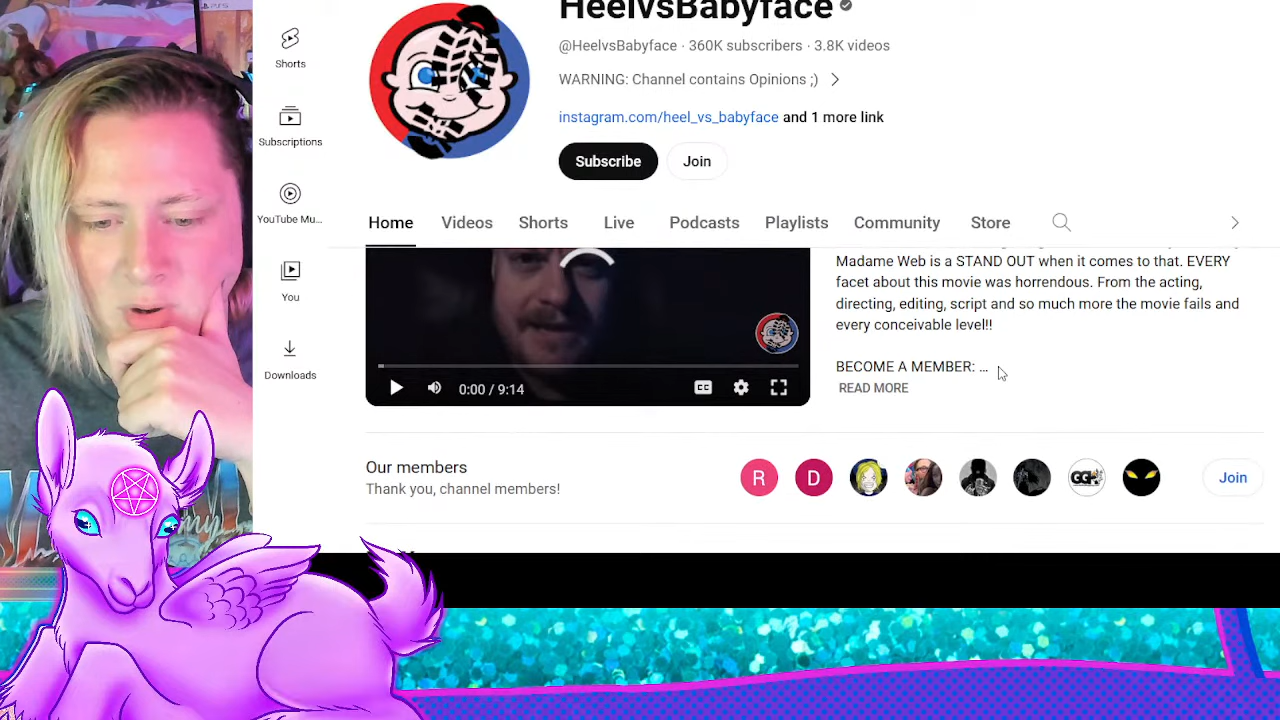 HeelvsBabyface
@HeelvsBabyface · 360K subscribers · 3.8K videos
WARNING: Channel contains Opinions ;)
instagram.com/heel_vs_babyface and 1 more link
Subscribe
Join
Shorts
Subscriptions
YouTube Mu...
You
Downloads
Home
Videos
Shorts
Live
Podcasts
Playlists
Community
Store
Madame Web is a STAND OUT when it comes to that. EVERY
facet about this movie was horrendous. From the acting,
directing, editing, script and so much more the movie fails and
every conceivable level!!
BECOME A MEMBER: ...
READ MORE
0:00 / 9:14
CC
Our members
Thank you, channel members!
R
D
GGK
Join